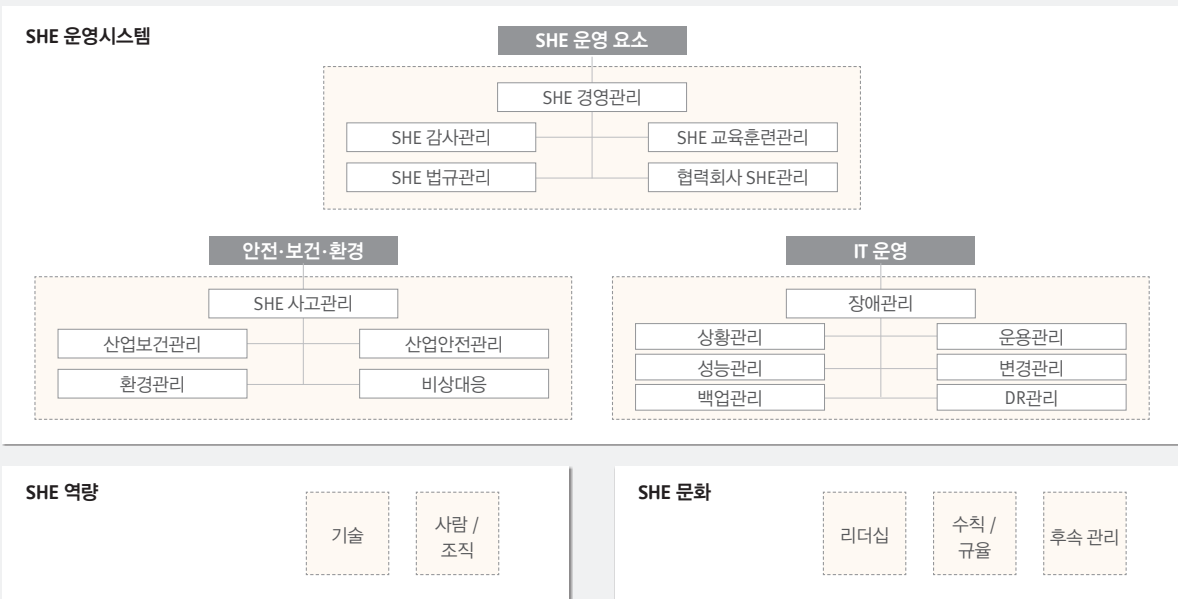 SHE 운영시스템
SHE 운영 요소
SHE 경영관리
SHE 감사관리
SHE 교육훈련관리
SHE 법규관리
협력회사 SHE관리
안전·보건·환경
SHE 사고관리
산업보건관리
산업안전관리
환경관리
비상대응
IT 운영
장애관리
상황관리
운용관리
성능관리
변경관리
백업관리
DR관리
SHE 역량
기술
사람 /
조직
SHE 문화
리더십
수칙 /
규율
후속 관리